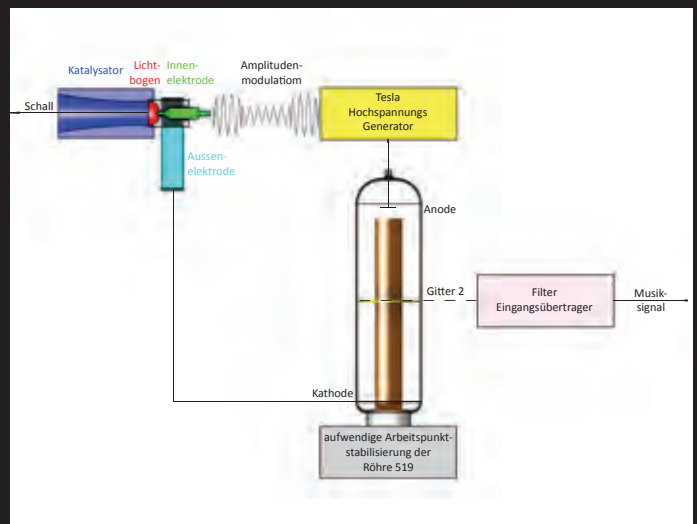 Katalysator
Licht-
bogen
Innen-
elektrode
Amplituden-
modulatiom
Schall
Tesla
Hochspannungs
Generator
Aussen-
elektrode
Anode
Gitter 2
Filter
Eingangsübertrager
Musik-
signal
Kathode
aufwendige Arbeitspunkt-
stabilisierung der
Röhre 519